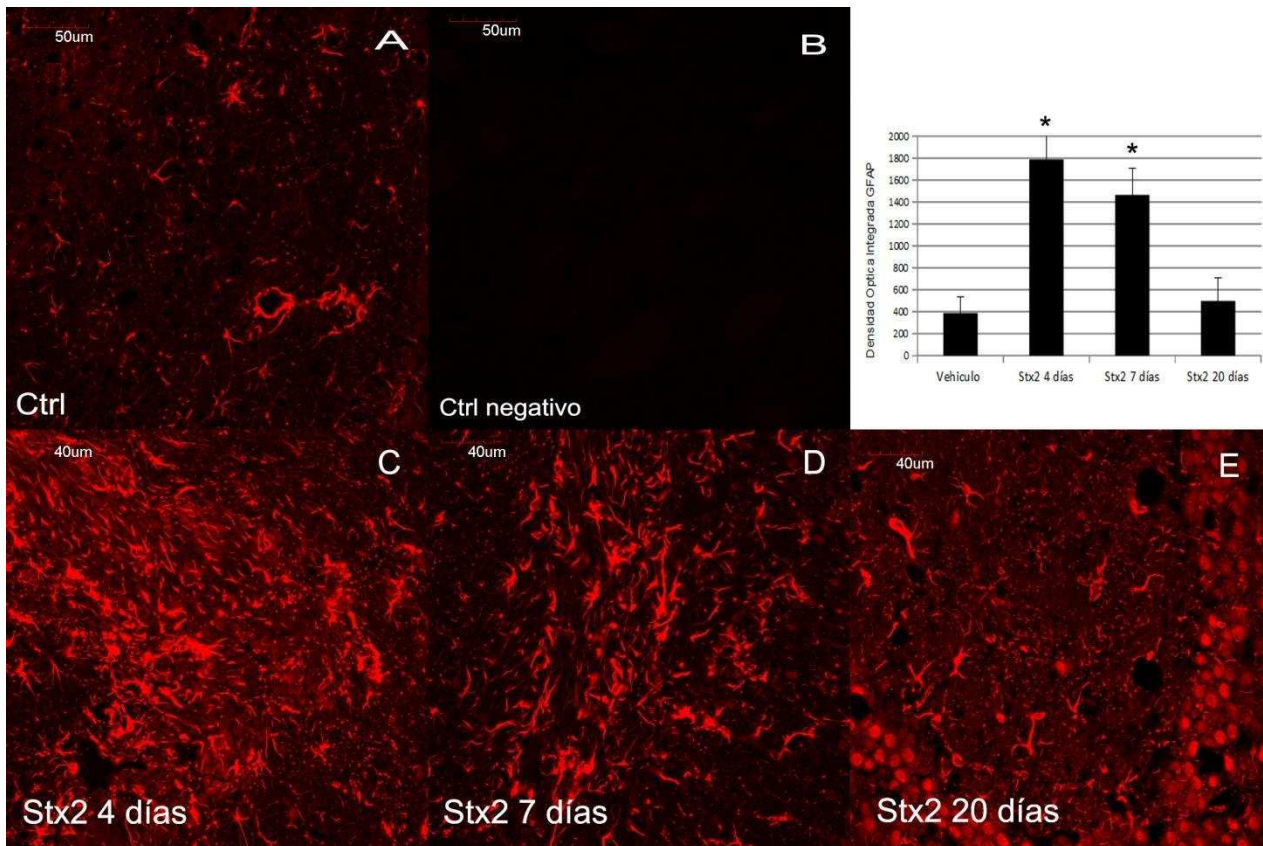 50um
A
Ctrl
50um
B
Ctrl negativo
Densidad Optica Integrada GFAP
2000
1800
1600
1400
1200
1000
800
600
400
200
0
*
*
Vehiculo
Stx2 4 días
Stx2 7 días
Stx2 20 días
40um
C
Stx2 4 días
40um
D
Stx2 7 días
40um
E
Stx2 20 días